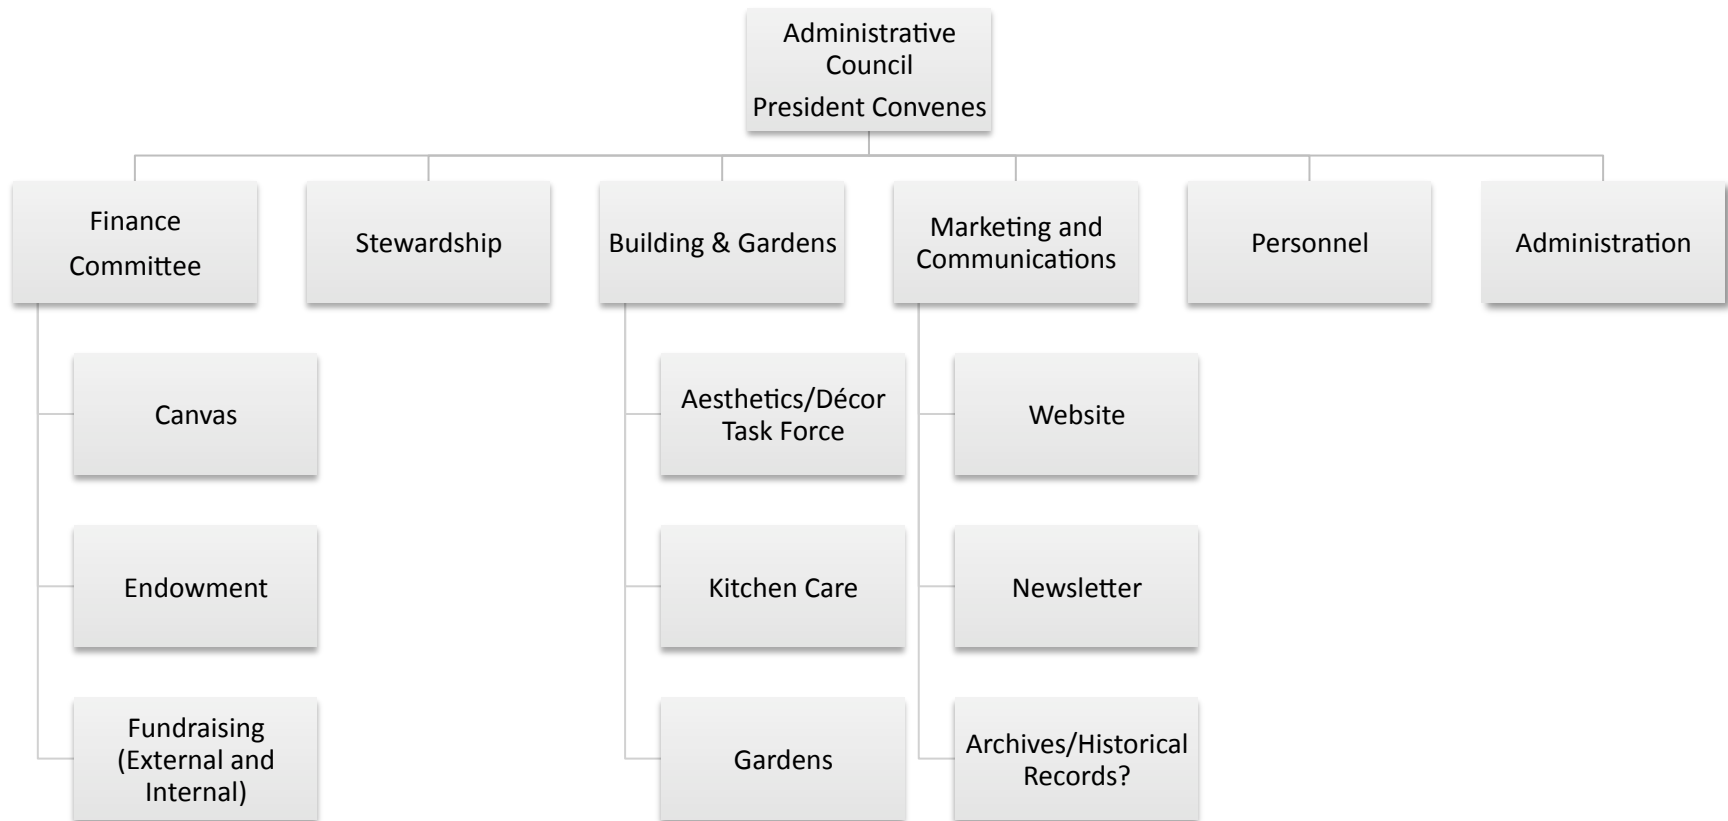 Administrative
Council
President Convenes
Finance
Committee
Stewardship
Building & Gardens
Marketing and
Communications
Personnel
Administration
Canvas
Aesthetics/Décor
Task Force
Website
Endowment
Kitchen Care
Newsletter
Fundraising
(External and
Internal)
Gardens
Archives/Historical
Records?